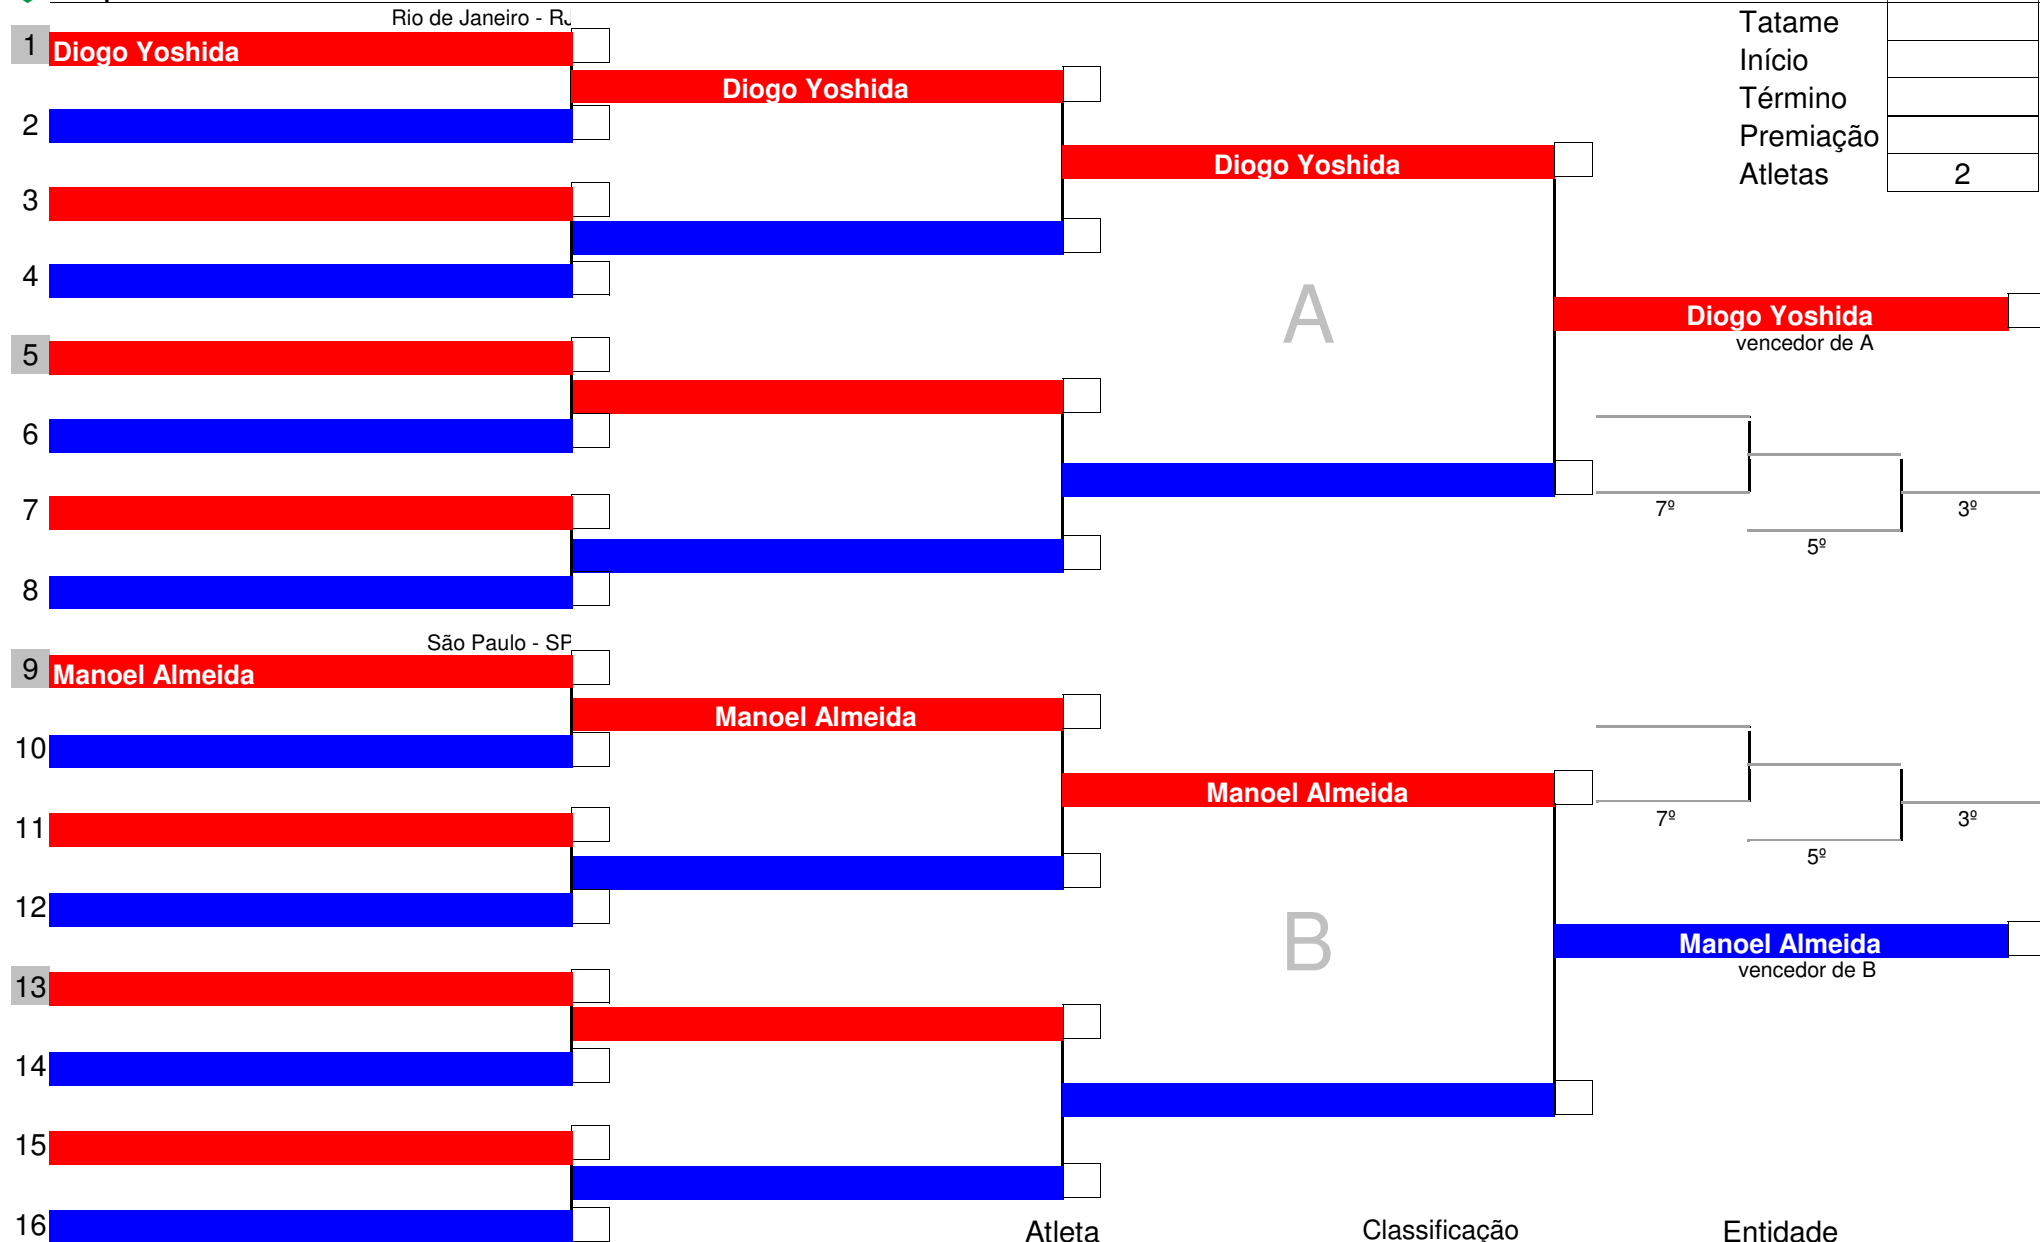 Rio de Janeiro - RJ
Tatame
1 Diogo Yoshida
Início
Diogo Yoshida
Término
2
Premiação
Diogo Yoshida
Atletas 2
3
4
A
Diogo Yoshida
vencedor de A
5
6
7
7º 3º
5º
8
São Paulo - SP
9 Manoel Almeida
Manoel Almeida
10
Manoel Almeida
11
7º 3º
5º
12
B
Manoel Almeida
vencedor de B
13
14
15
16
Atleta Classificação Entidade